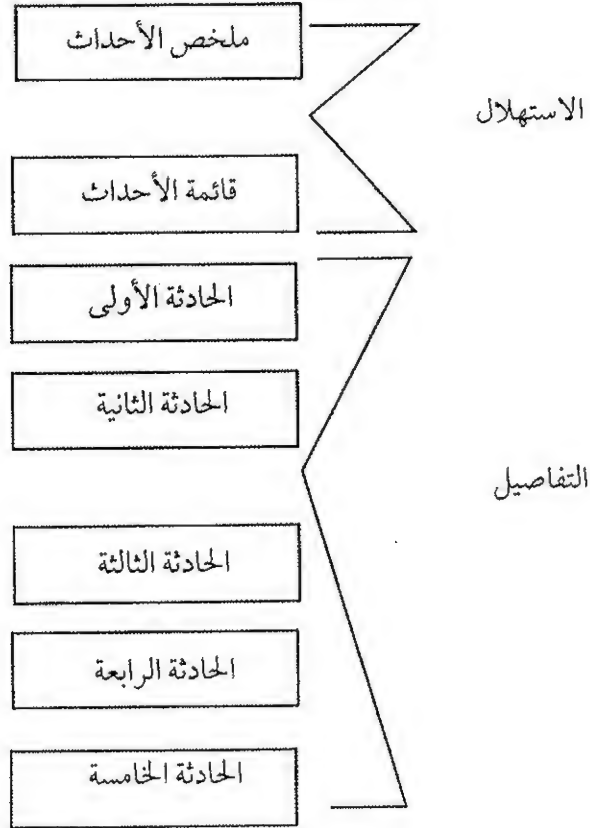 ملخص الأحداث
الاستهلال
قائمة الأحداث
الحادثة الأولى
الحادثة الثانية
التفاصيل
الحادثة الثالثة
الحادثة الرابعة
الحادثة الخامسة